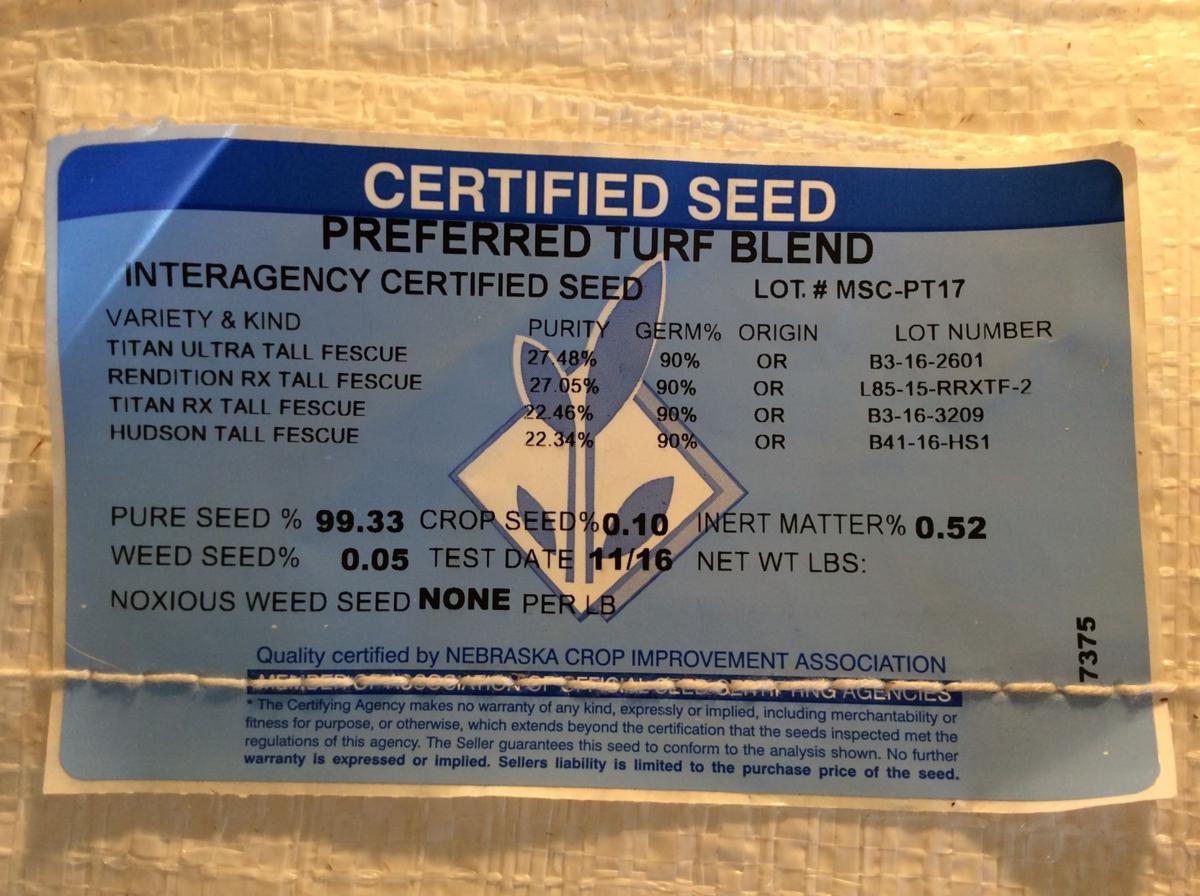 CERTIFIED SEED
PREFERRED TURF BLEND
INTERAGENCY CERTIFIED SEED LOT. # MSC-PT17
VARIETY & KIND PURITY GERM% ORIGIN LOT NUMBER
TITAN ULTRA TALL FESCUE 27.48% 90% OR B3-16-2601
RENDITION RX TALL FESCUE 27.05% 90% OR L85-15-RRXTF-2
TITAN RX TALL FESCUE 22.46% 90% OR B3-16-3209
HUDSON TALL FESCUE 22.34% 90% OR B41-16-HS1
PURE SEED % 99.33 CROP SEED% 0.10 INERT MATTER% 0.52
WEED SEED% 0.05 TEST DATE 11/16 NET WT LBS:
NOXIOUS WEED SEED NONE PER LB
7375
Quality certified by NEBRASKA CROP IMPROVEMENT ASSOCIATION
MEMBER OF ASSOCIATION OF OFFICIAL SEED CERTIFYING AGENCIES
* The Certifying Agency makes no warranty of any kind, expressly or implied, including merchantability or
fitness for purpose, or otherwise, which extends beyond the certification that the seeds inspected met the
regulations of this agency. The Seller guarantees this seed to conform to the analysis shown. No further
warranty is expressed or implied. Sellers liability is limited to the purchase price of the seed.